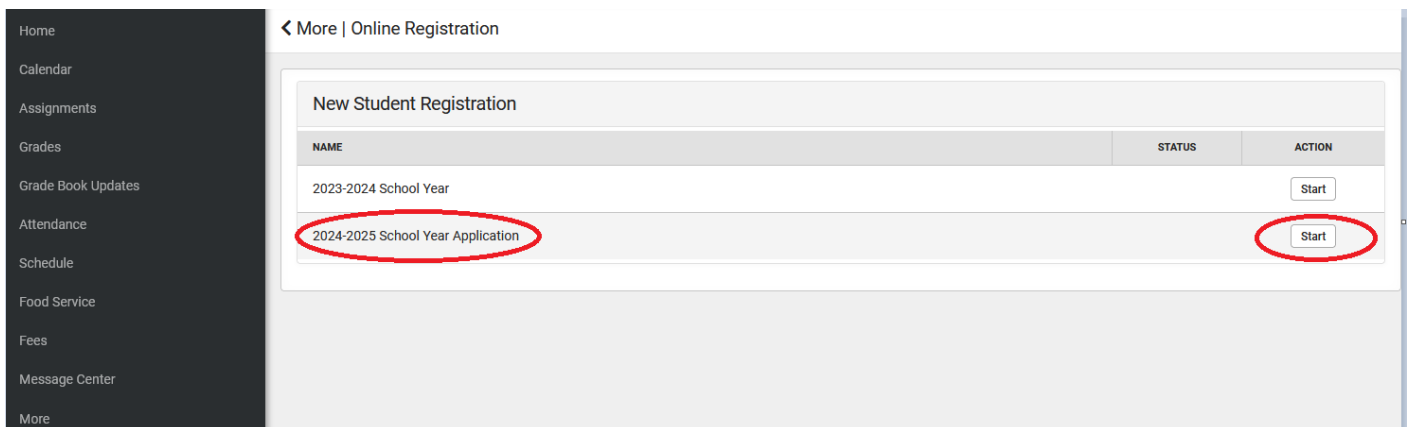 Home
Calendar
Assignments
Grades
Grade Book Updates
Attendance
Schedule
Food Service
Fees
Message Center
More
More | Online Registration
New Student Registration
NAME STATUS ACTION
2023-2024 School Year Start
2024-2025 School Year Application Start